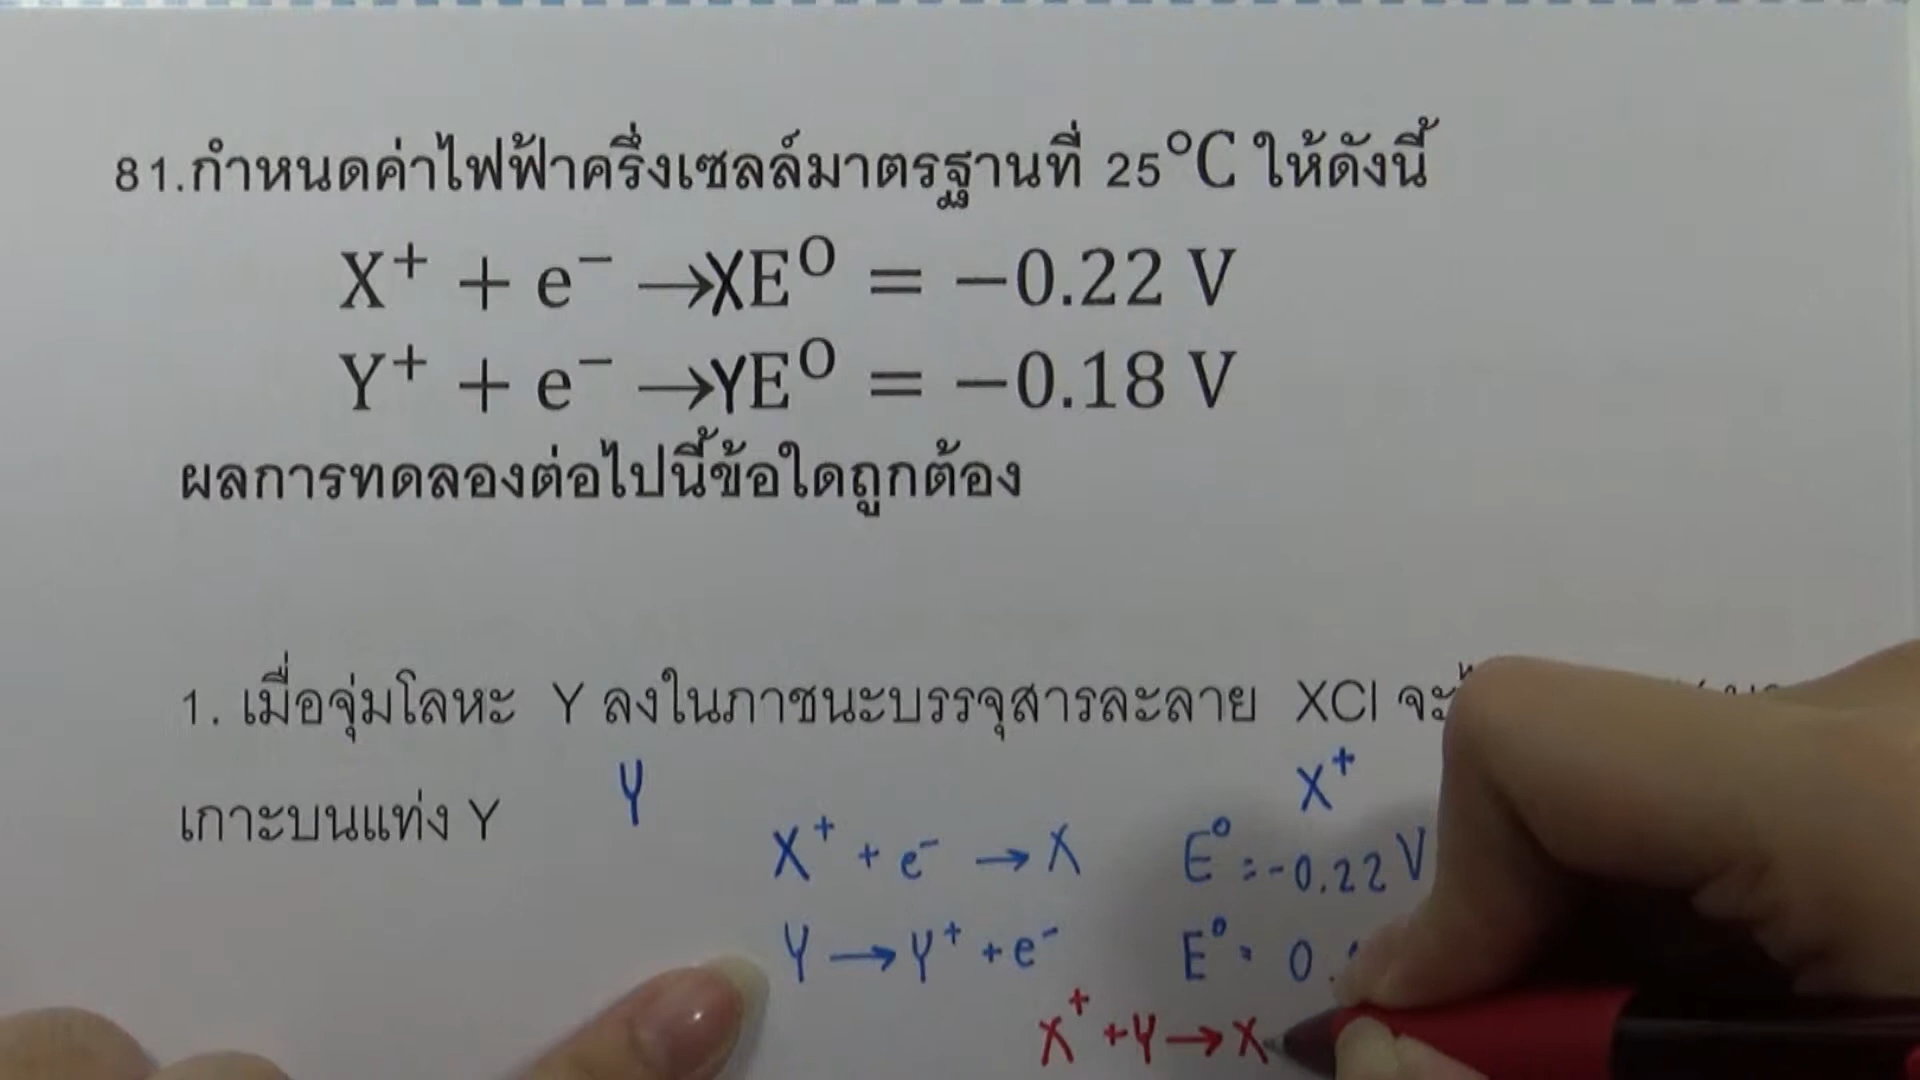 81.กำหนดค่าไฟฟ้าครึ่งเซลล์มาตรฐานที่ 25°C ให้ดังนี้
X⁺ + e⁻ →XE⁰ = −0.22 V
Y⁺ + e⁻ →YE⁰ = −0.18 V
ผลการทดลองต่อไปนี้ข้อใดถูกต้อง
1. เมื่อจุ่มโลหะ Y ลงในภาชนะบรรจุสารละลาย XCl
Y X⁺
เกาะบนแท่ง Y
X⁺ + e⁻ → X E⁰ = -0.22 V
Y → Y⁺ + e⁻ E⁰ = 0.
X⁺ + Y → X